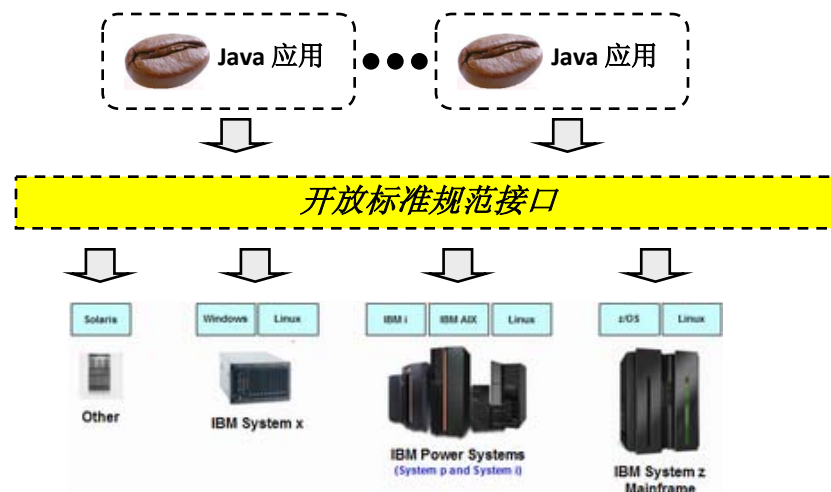 Java 应用
Java 应用
开放标准规范接口
Solaris
Windows
Linux
IBM i
IBM AIX
Linux
z/OS
Linux
Other
IBM System x
IBM Power Systems
(System p and System i)
IBM System z
Mainframe